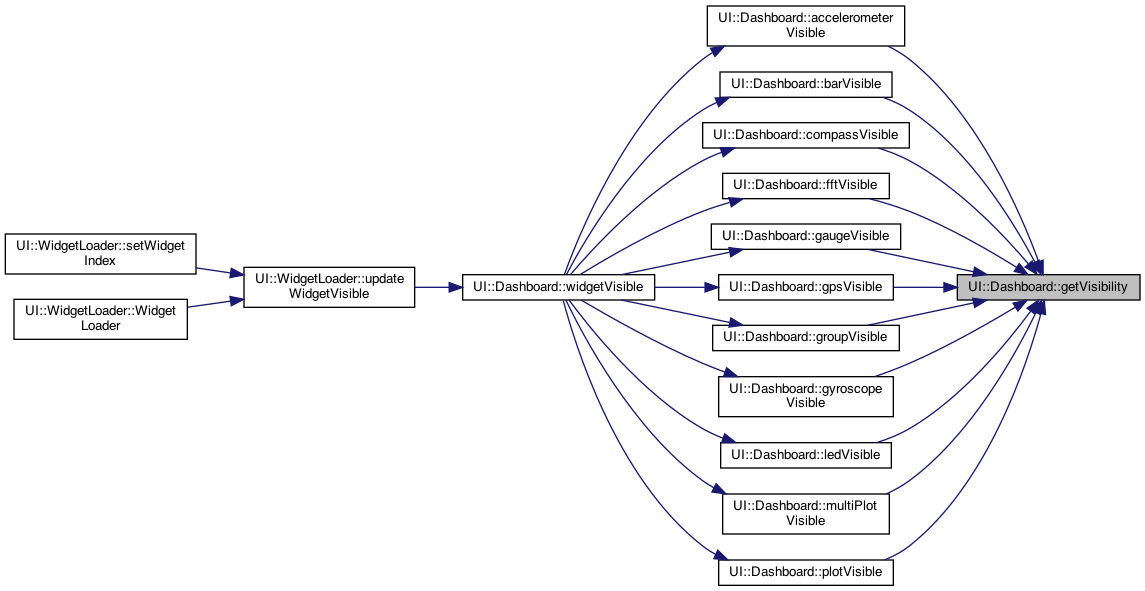 UI::Dashboard::accelerometer
Visible
UI::Dashboard::barVisible
UI::Dashboard::compassVisible
UI::Dashboard::fftVisible
UI::Dashboard::gaugeVisible
UI::WidgetLoader::setWidget
Index
UI::WidgetLoader::update
WidgetVisible
UI::Dashboard::widgetVisible
UI::Dashboard::gpsVisible
UI::Dashboard::getVisibility
UI::WidgetLoader::Widget
Loader
UI::Dashboard::groupVisible
UI::Dashboard::gyroscope
Visible
UI::Dashboard::ledVisible
UI::Dashboard::multiPlot
Visible
UI::Dashboard::plotVisible